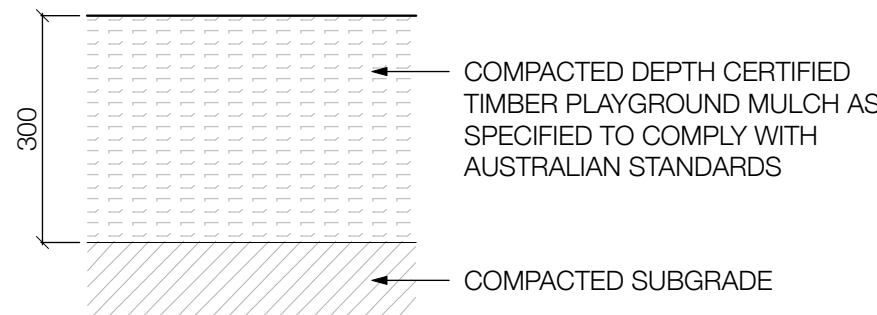 300
COMPACTED DEPTH CERTIFIED
TIMBER PLAYGROUND MULCH AS
SPECIFIED TO COMPLY WITH
AUSTRALIAN STANDARDS
COMPACTED SUBGRADE